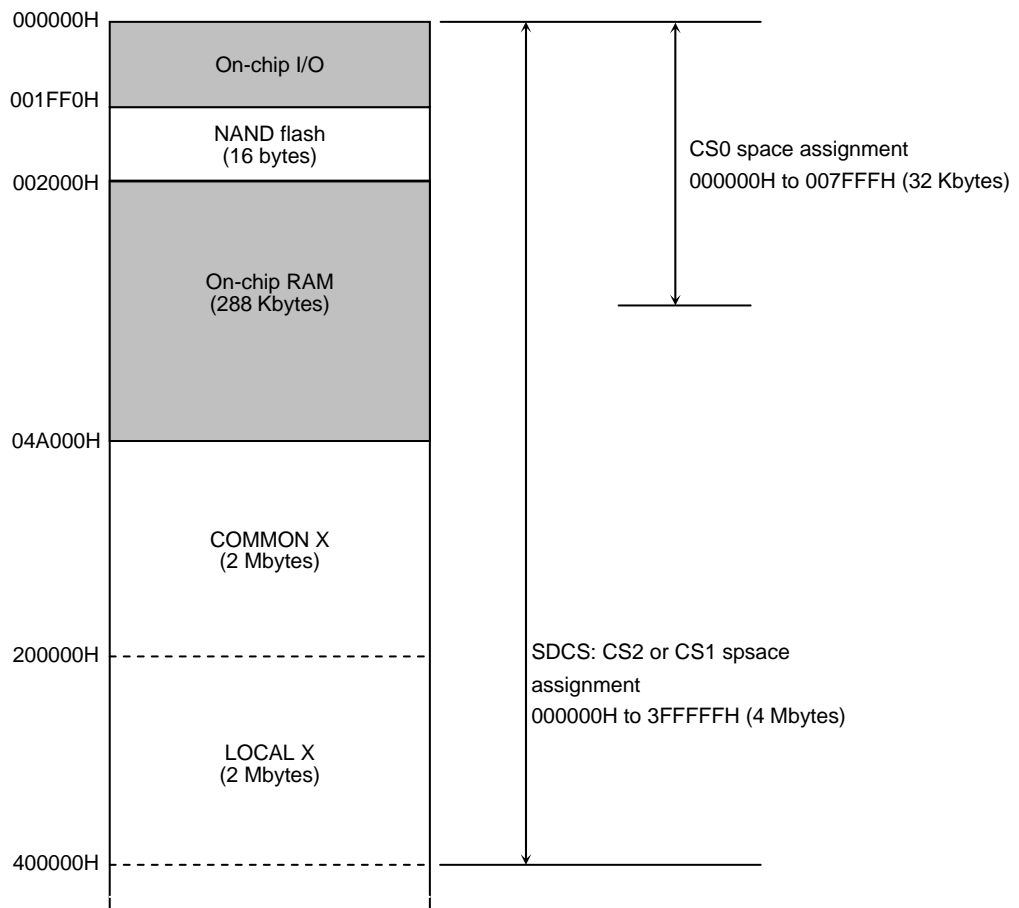 000000H
On-chip I/O
001FF0H
NAND flash
(16 bytes)
002000H
CS0 space assignment
000000H to 007FFFH (32 Kbytes)
On-chip RAM
(288 Kbytes)
04A000H
COMMON X
(2 Mbytes)
200000H
SDCS: CS2 or CS1 spsace
assignment
000000H to 3FFFFFH (4 Mbytes)
LOCAL X
(2 Mbytes)
400000H